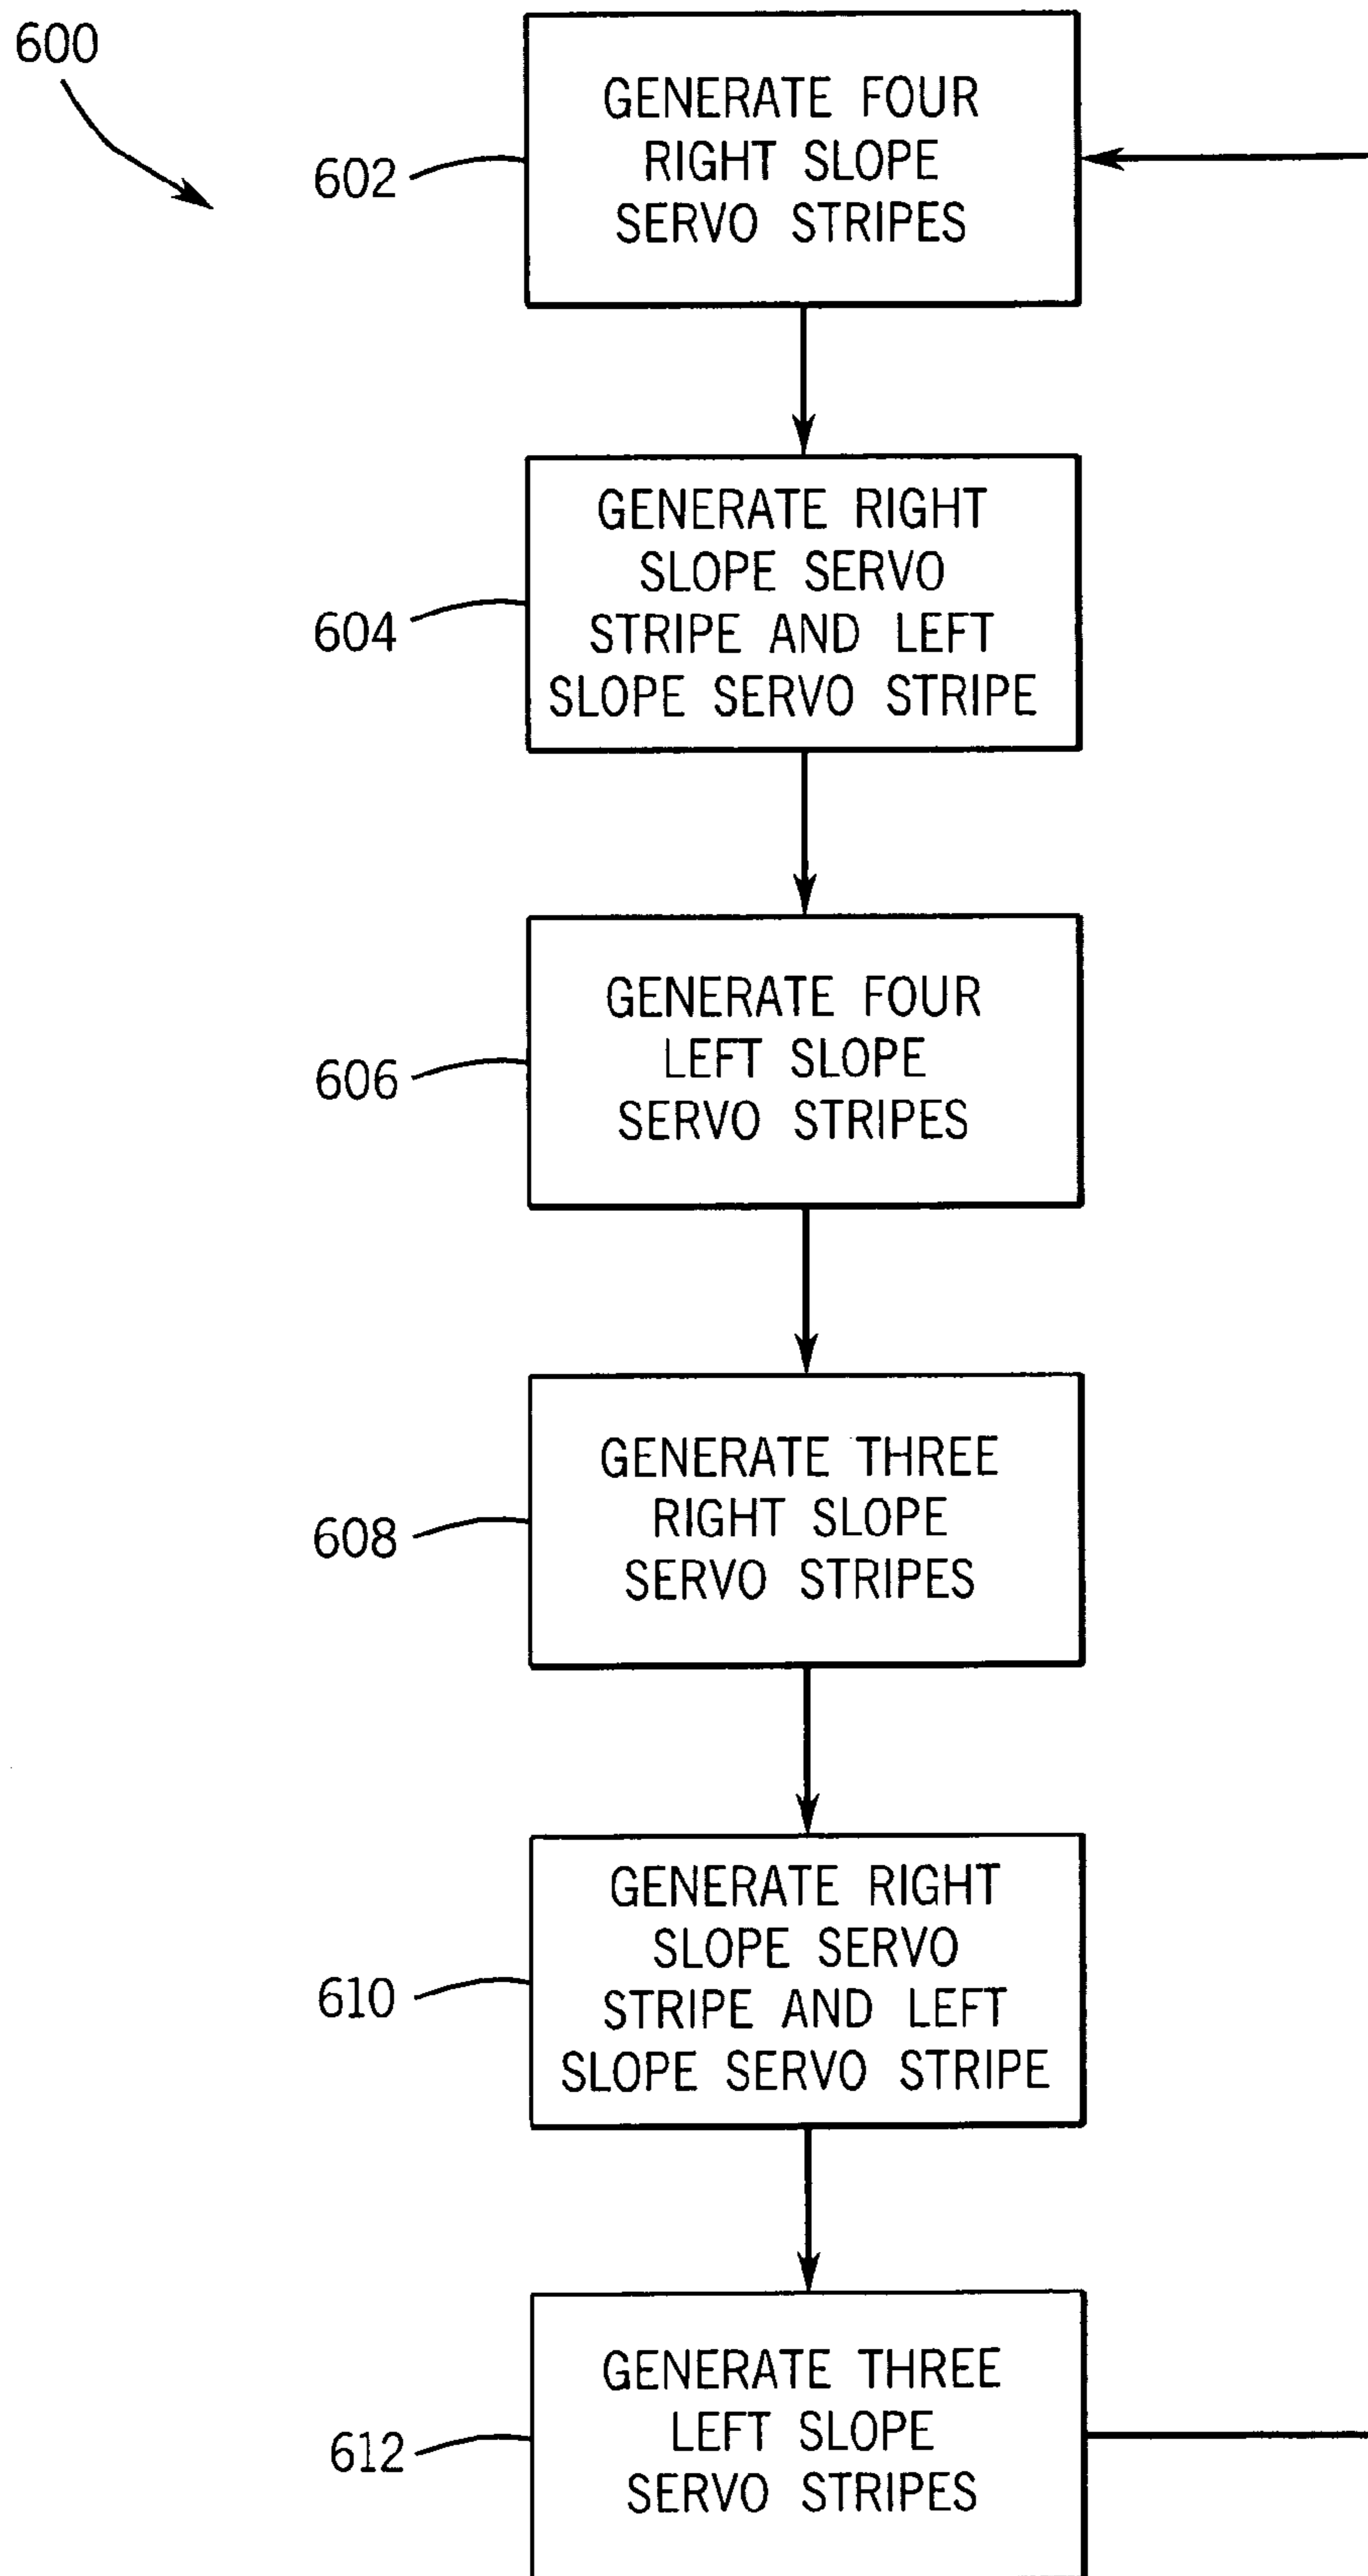 600
602
GENERATE FOUR
RIGHT SLOPE
SERVO STRIPES
604
GENERATE RIGHT
SLOPE SERVO
STRIPE AND LEFT
SLOPE SERVO STRIPE
606
GENERATE FOUR
LEFT SLOPE
SERVO STRIPES
608
GENERATE THREE
RIGHT SLOPE
SERVO STRIPES
610
GENERATE RIGHT
SLOPE SERVO
STRIPE AND LEFT
SLOPE SERVO STRIPE
612
GENERATE THREE
LEFT SLOPE
SERVO STRIPES